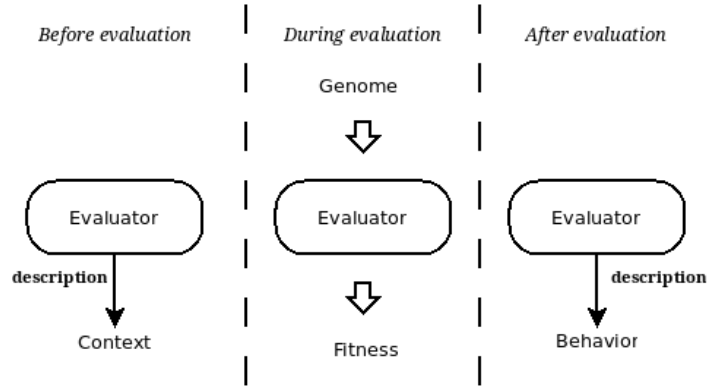 Before evaluation
During evaluation
After evaluation
Genome
Evaluator
Evaluator
Evaluator
description
description
Context
Fitness
Behavior